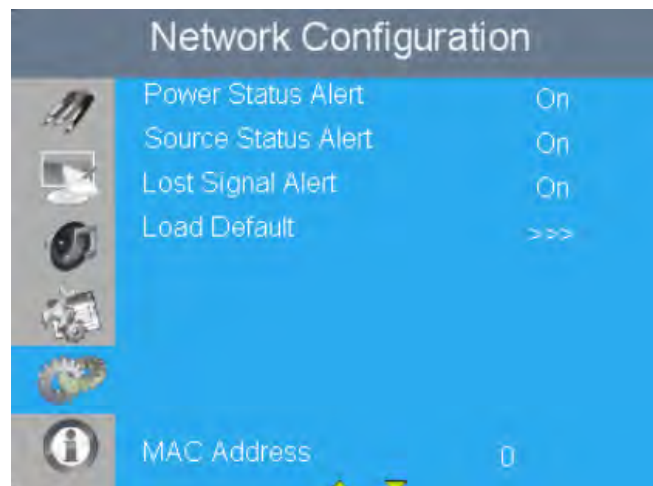 Network Configuration
Power Status Alert On
Source Status Alert On
Lost Signal Alert On
Load Default >>>
MAC Address 0